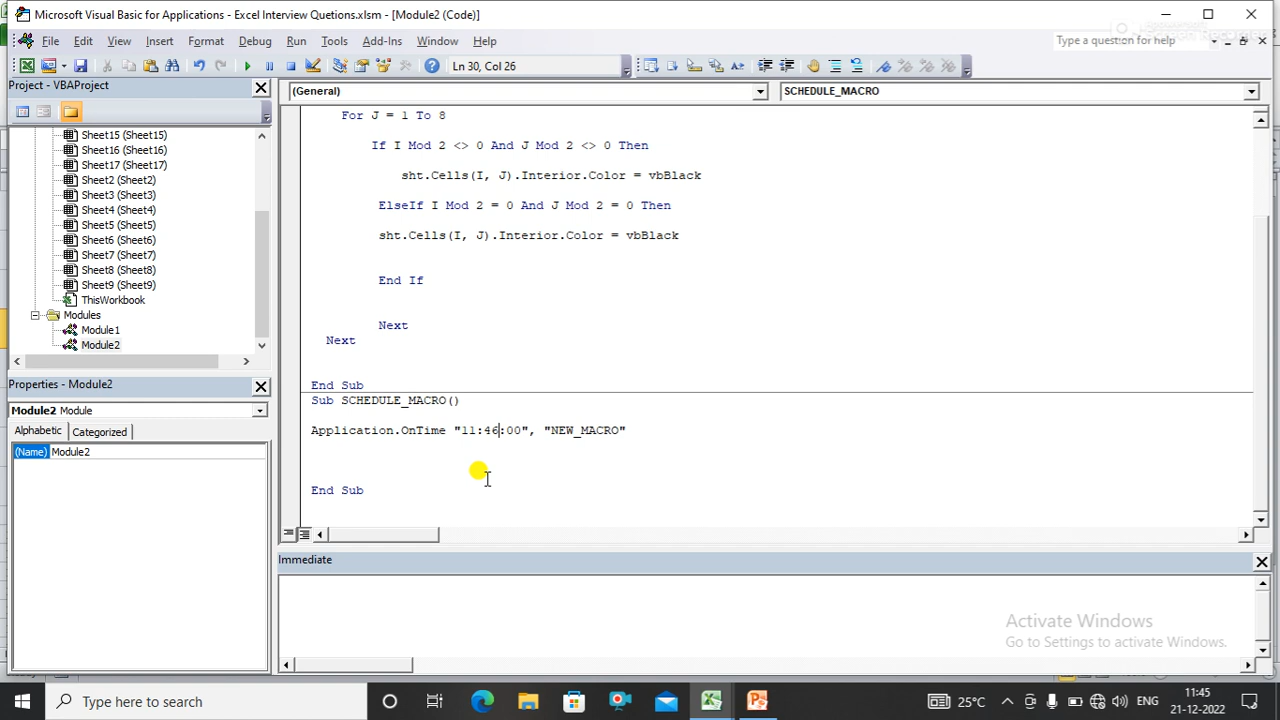 Microsoft Visual Basic for Applications - Excel Interview Quetions.xlsm - [Module2 (Code)]
File Edit View Insert Format Debug Run Tools Add-Ins Window Help
Type a question for help
Ln 30, Col 26
Project - VBAProject
(General)
SCHEDULE_MACRO
Sheet15 (Sheet15)
Sheet16 (Sheet16)
Sheet17 (Sheet17)
Sheet2 (Sheet2)
Sheet3 (Sheet3)
Sheet4 (Sheet4)
Sheet5 (Sheet5)
Sheet6 (Sheet6)
Sheet7 (Sheet7)
Sheet8 (Sheet8)
Sheet9 (Sheet9)
ThisWorkbook
Modules
Module1
Module2
Properties - Module2
Module2 Module
Alphabetic Categorized
(Name) Module2
For J = 1 To 8
If I Mod 2 <> 0 And J Mod 2 <> 0 Then
sht.Cells(I, J).Interior.Color = vbBlack
ElseIf I Mod 2 = 0 And J Mod 2 = 0 Then
sht.Cells(I, J).Interior.Color = vbBlack
End If
Next
Next
End Sub
Sub SCHEDULE_MACRO()
Application.OnTime "11:46:00", "NEW_MACRO"
End Sub
Immediate
Activate Windows
Go to Settings to activate Windows.
Type here to search
25°C
ENG
11:45
21-12-2022